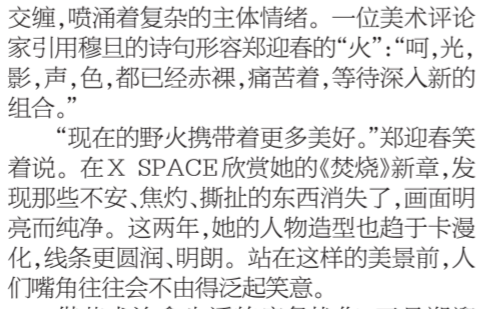 交缠,喷涌着复杂的主体情绪。一位美术评论
家引用穆旦的诗句形容郑迎春的“火”:“呵,光,
影,声,色,都已经赤裸,痛苦着,等待深入新的
组合。”
“现在的野火携带着更多美好。”郑迎春笑
着说。在X SPACE欣赏她的《焚烧》新章,发
现那些不安、焦灼、撕扯的东西消失了,画面明
亮而纯净。这两年,她的人物造型也趋于卡漫
化,线条更圆润、明朗。站在这样的美景前,人
们嘴角往往会不由得泛起笑意。